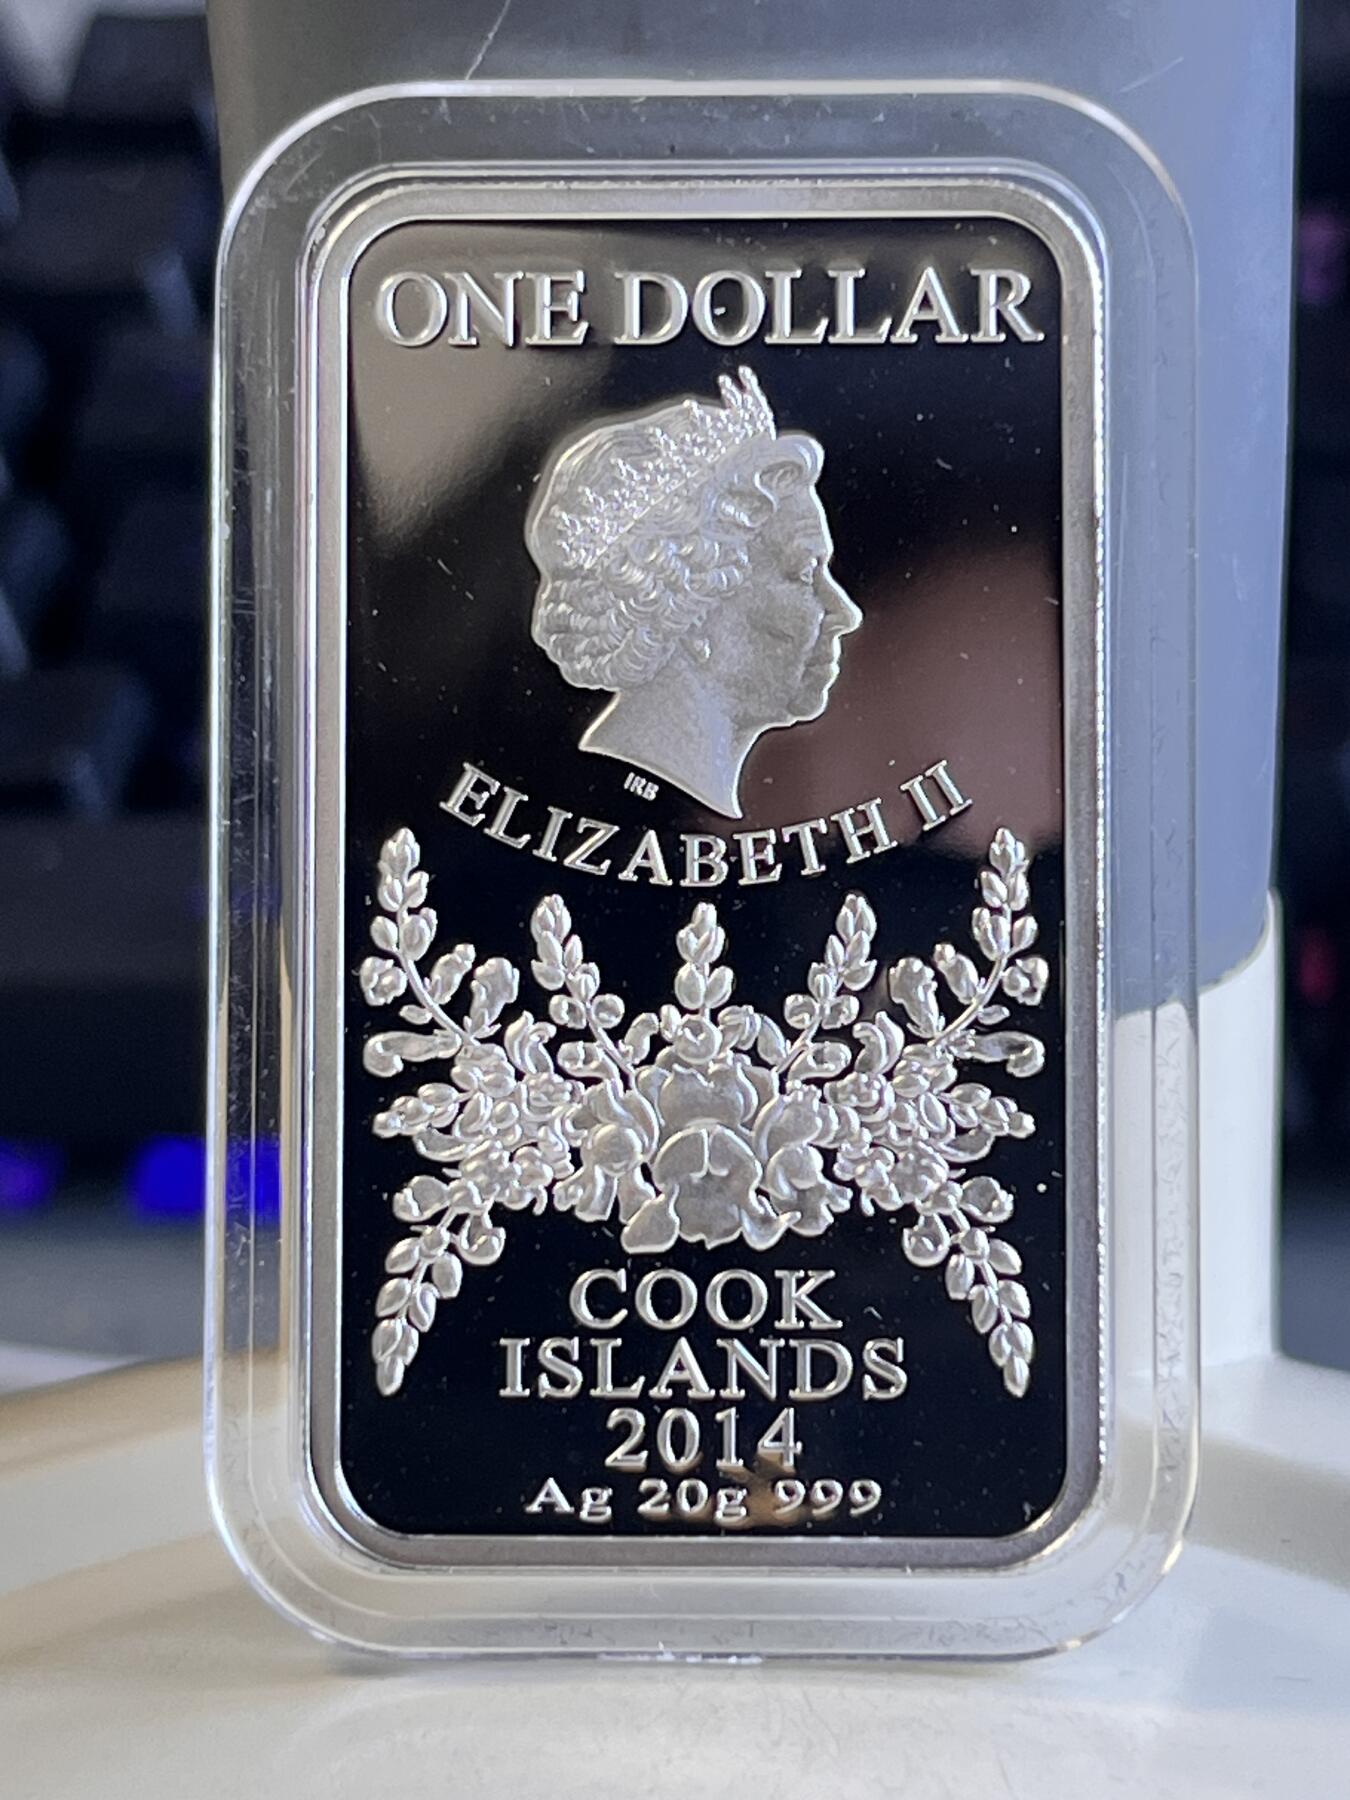 ONE DOLLAR
IRB
ELIZABETH II
COOK
ISLANDS
2014
Ag 20g 999